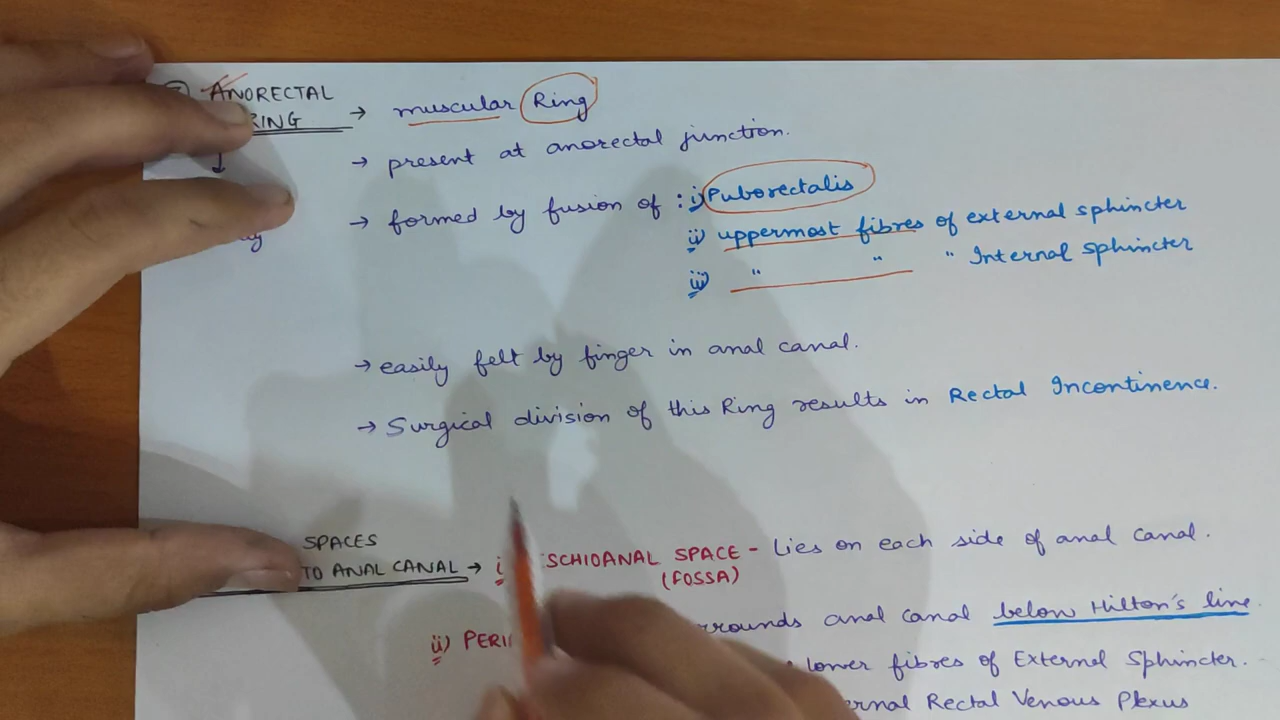 ANORECTAL
RING → muscular Ring
→ present at anorectal junction.
→ formed by fusion of : i) Puborectalis
ii) uppermost fibres of external sphincter
iii) " " " Internal sphincter
→ easily felt by finger in anal canal.
→ Surgical division of this Ring results in Rectal Incontinence.
SPACES
TO ANAL CANAL → i SCHIOANAL SPACE - Lies on each side of anal canal.
(FOSSA)
ii) PERI anal canal below Hilton's line.
lower fibres of External Sphincter.
Rectal Venous Plexus